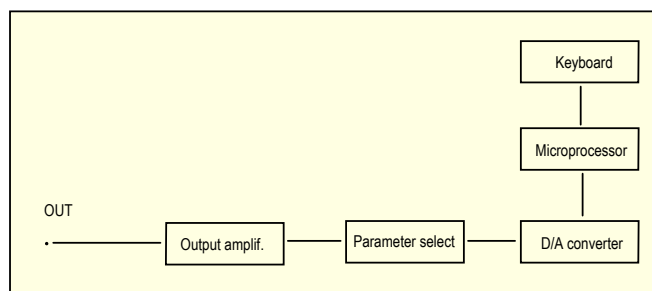 Keyboard
Microprocessor
OUT
Output amplif.
Parameter select
D/A converter